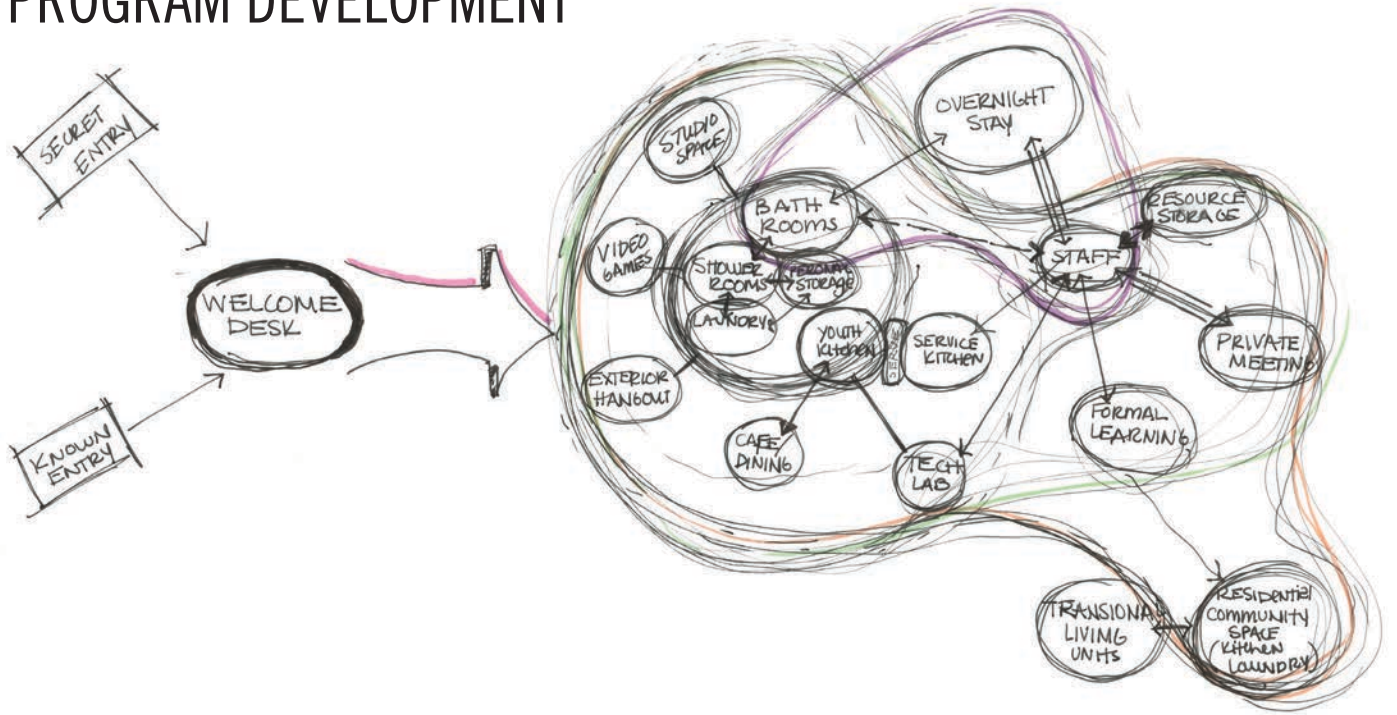 PROGRAM DEVELOPMENT
SECRET
ENTRY
KNOWN
ENTRY
WELCOME
DESK
STUDIO
SPACE
OVERNIGHT
STAY
BATH
ROOMS
RESOURCE
STORAGE
STAFF
VIDEO
GAMES
SHOWER
ROOMS
PERONAL
STORAGE
LAUNDRY
YOUTH
KITCHEN
SERVICE
KITCHEN
PRIVATE
MEETING
EXTERIOR
HANGOUT
CAFE
DINING
TECH
LAB
FORMAL
LEARNING
TRANSIONAL
LIVING
UNITS
RESIDENTIAL
COMMUNITY
SPACE
(KITCHEN
LAUNDRY)